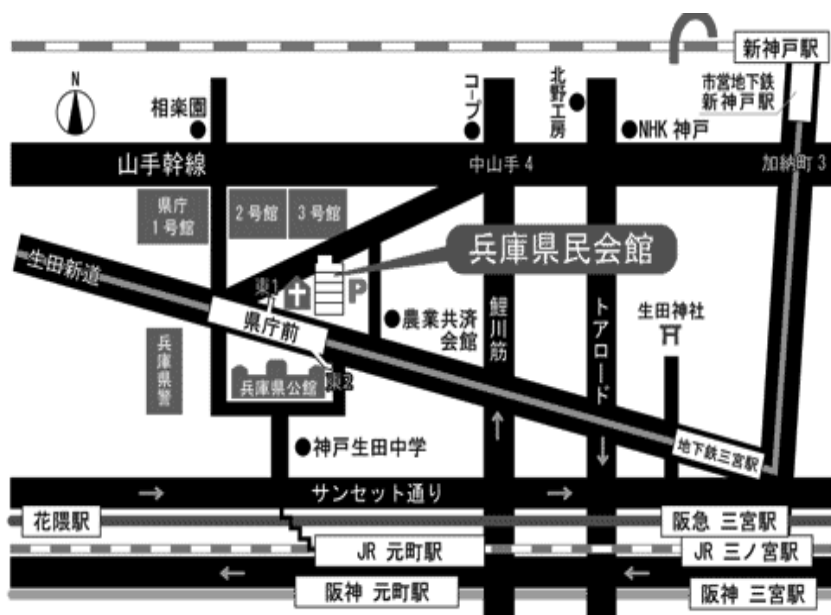 新神戸駅
N
相楽園
コープ
北野工房
市営地下鉄
新神戸駅
NHK 神戸
山手幹線
中山手 4
加納町 3
県庁
1号館
2号館
3号館
兵庫県民会館
生田新道
東1
P
県庁前
農業共済
会館
鯉川筋
トアロード
生田神社
兵庫県警
兵庫県公館
東2
神戸生田中学
地下鉄三宮駅
サンセット通り
花隈駅
阪急 三宮駅
JR 元町駅
JR 三ノ宮駅
阪神 元町駅
阪神 三宮駅